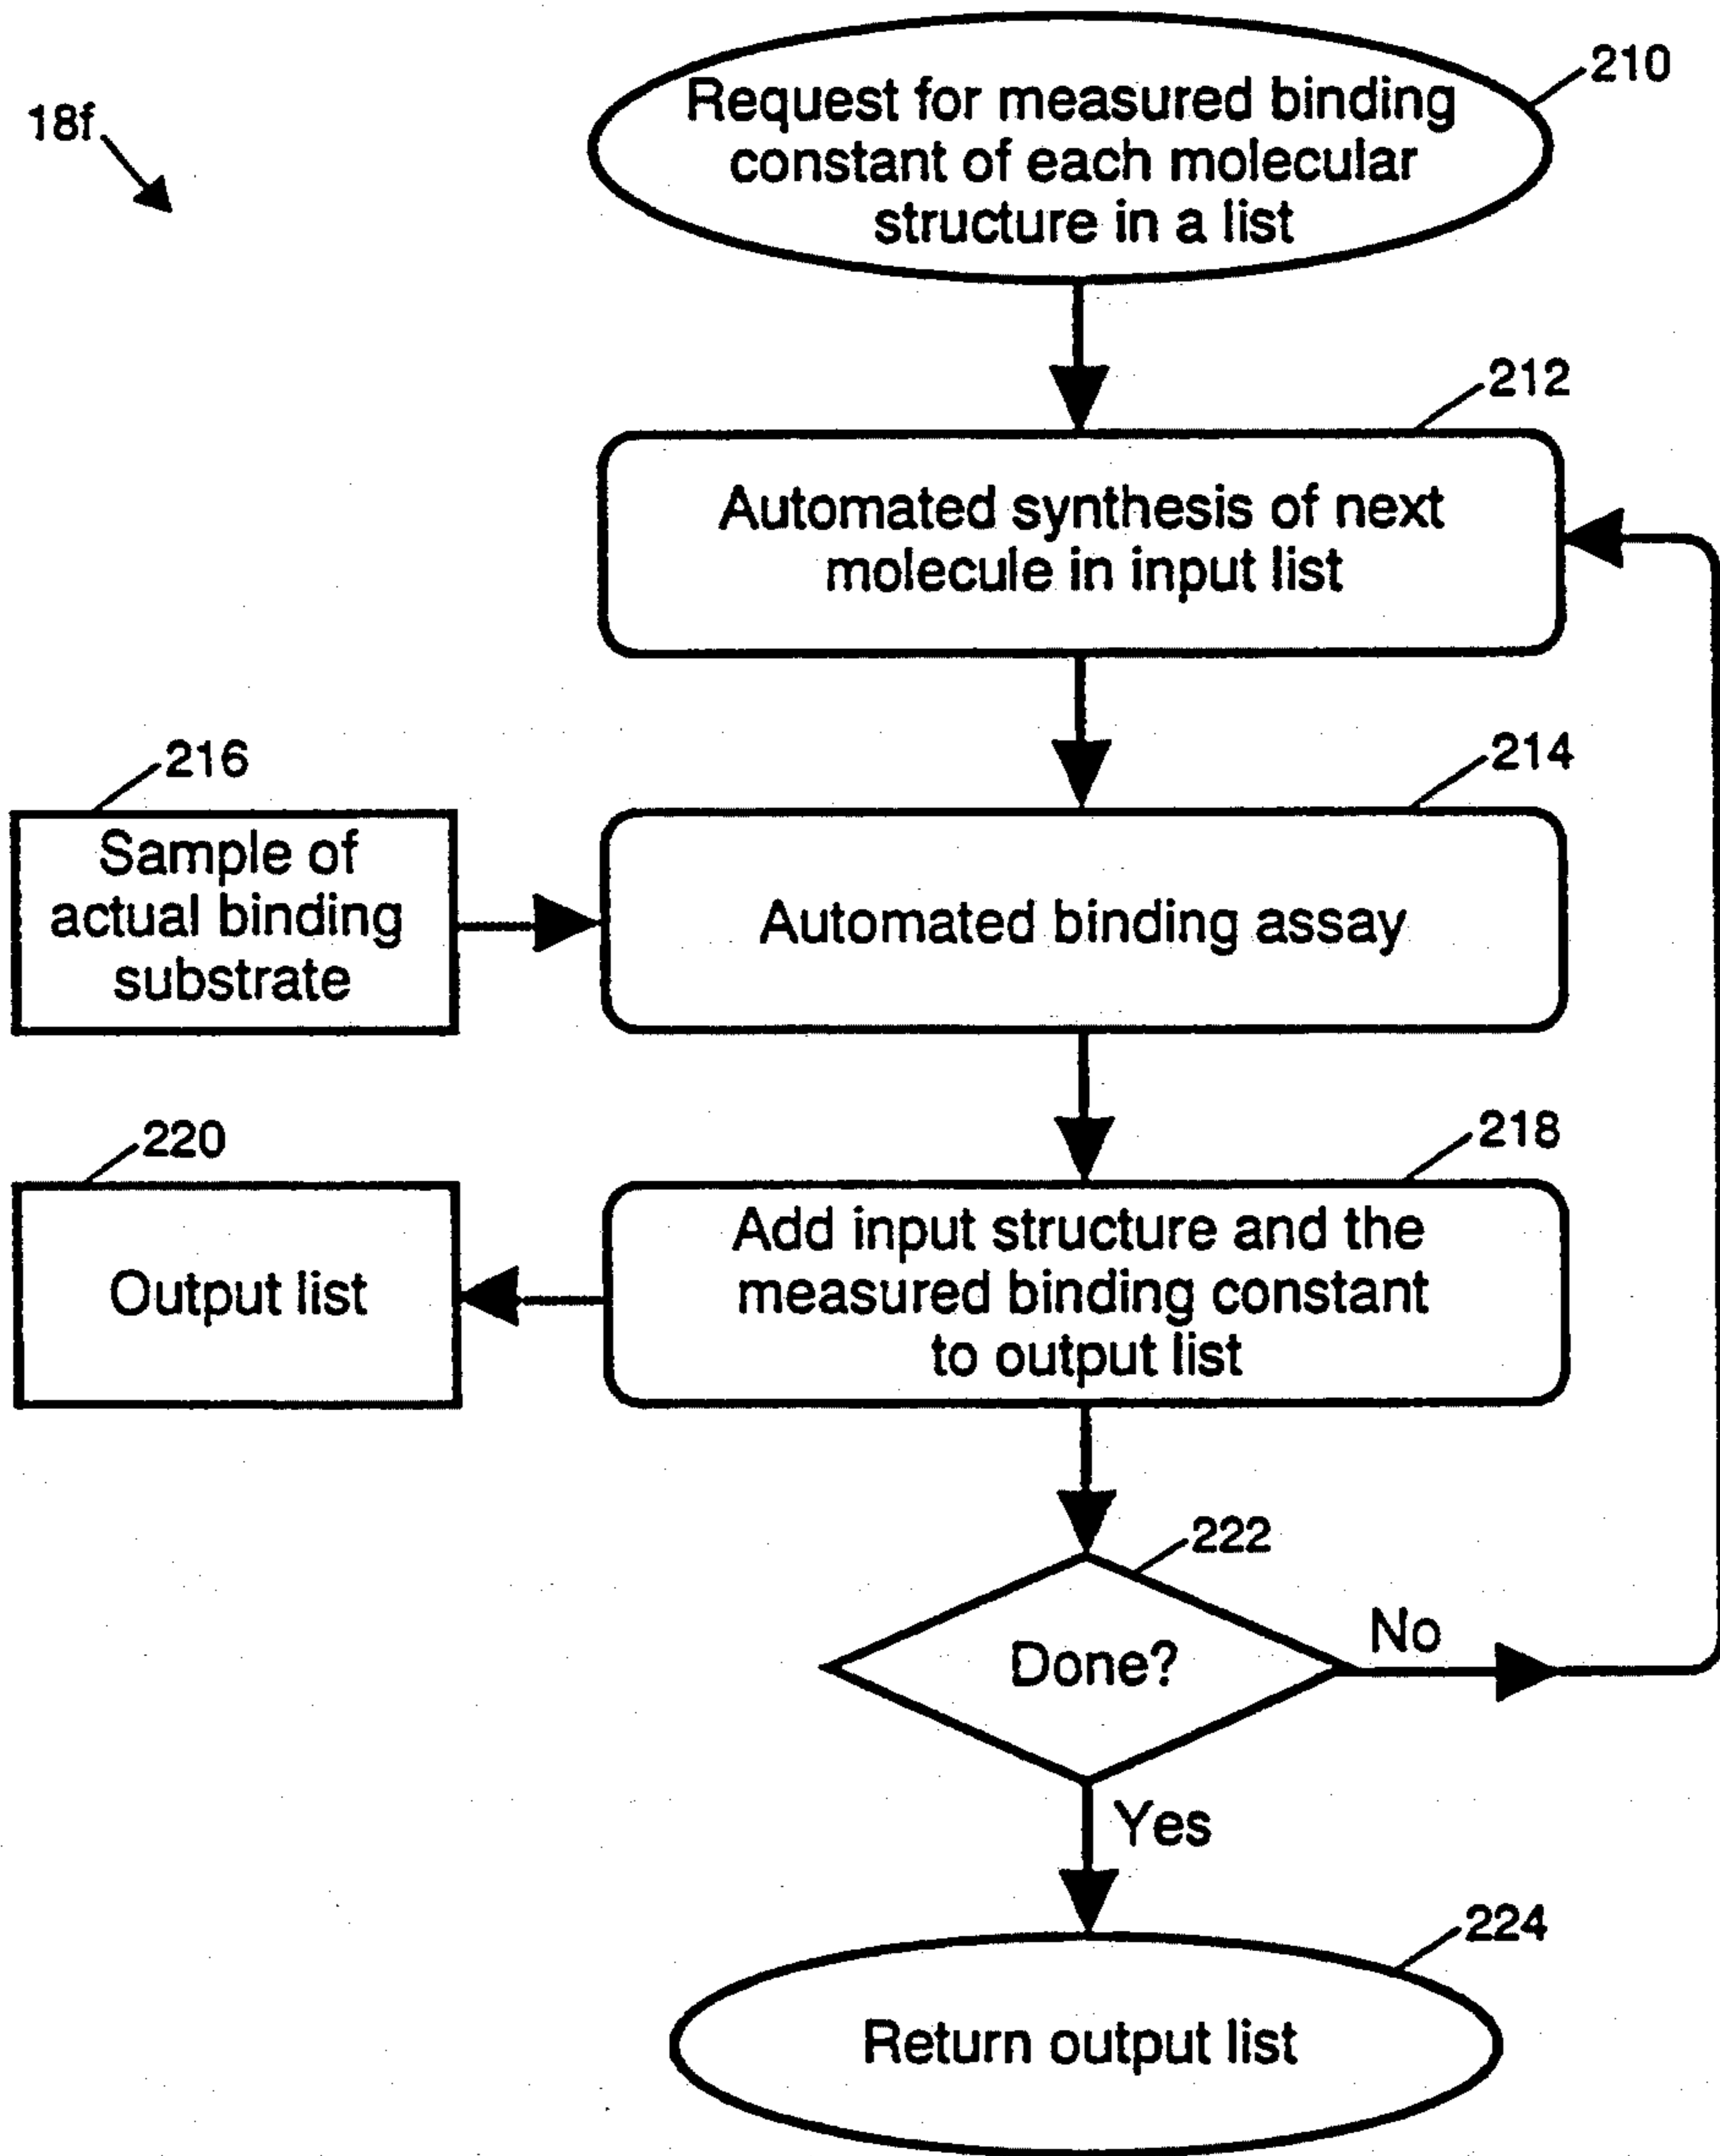 18f
210
Request for measured binding
constant of each molecular
structure in a list
212
Automated synthesis of next
molecule in input list
216
Sample of
actual binding
substrate
214
Automated binding assay
220
Output list
218
Add input structure and the
measured binding constant
to output list
222
Done?
No
Yes
224
Return output list